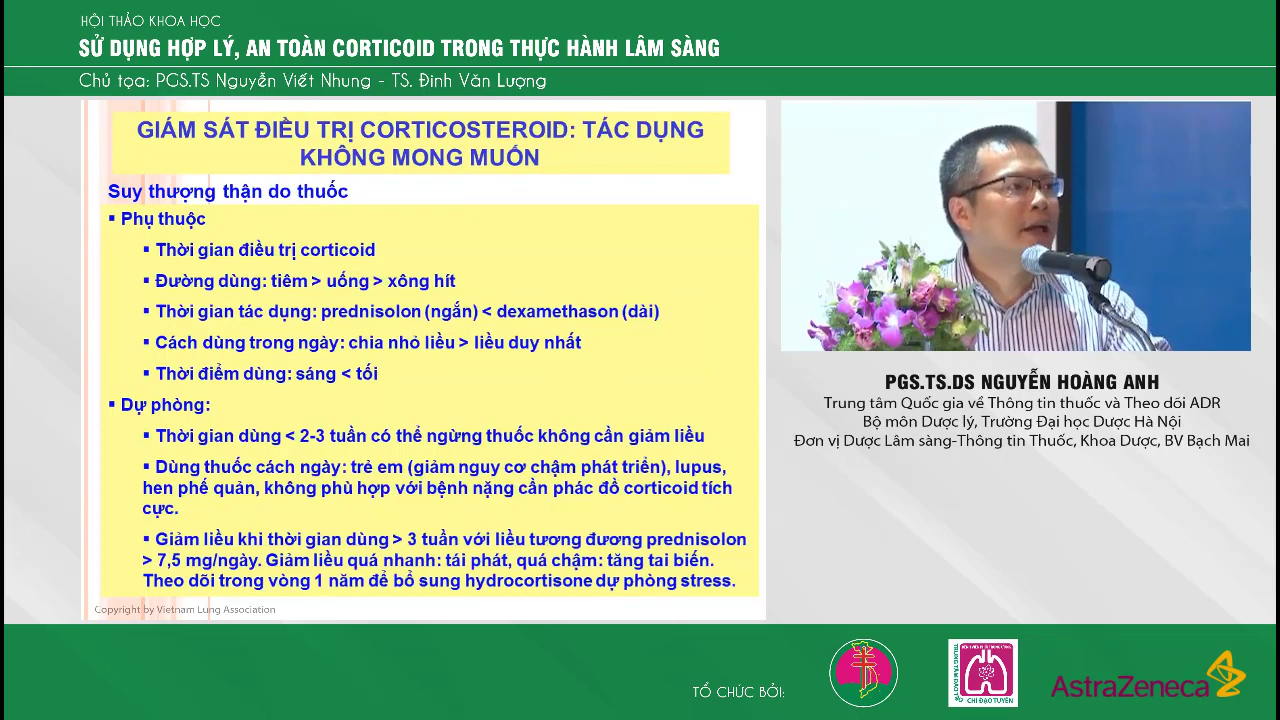 HỘI THẢO KHOA HỌC
SỬ DỤNG HỢP LÝ, AN TOÀN CORTICOID TRONG THỰC HÀNH LÂM SÀNG
Chủ tọa: PGS.TS Nguyễn Viết Nhung - TS. Đinh Văn Lượng
GIÁM SÁT ĐIỀU TRỊ CORTICOSTEROID: TÁC DỤNG
KHÔNG MONG MUỐN
Suy thượng thận do thuốc
▪ Phụ thuộc
▪ Thời gian điều trị corticoid
▪ Đường dùng: tiêm > uống > xông hít
▪ Thời gian tác dụng: prednisolon (ngắn) < dexamethason (dài)
▪ Cách dùng trong ngày: chia nhỏ liều > liều duy nhất
▪ Thời điểm dùng: sáng < tối
▪ Dự phòng:
▪ Thời gian dùng < 2-3 tuần có thể ngừng thuốc không cần giảm liều
▪ Dùng thuốc cách ngày: trẻ em (giảm nguy cơ chậm phát triển), lupus,
hen phế quản, không phù hợp với bệnh nặng cần phác đồ corticoid tích
cực.
▪ Giảm liều khi thời gian dùng > 3 tuần với liều tương đương prednisolon
> 7,5 mg/ngày. Giảm liều quá nhanh: tái phát, quá chậm: tăng tai biến.
Theo dõi trong vòng 1 năm để bổ sung hydrocortisone dự phòng stress.
Copyright by Vietnam Lung Association
PGS.TS.DS NGUYỄN HOÀNG ANH
Trung tâm Quốc gia về Thông tin thuốc và Theo dõi ADR
Bộ môn Dược lý, Trường Đại học Dược Hà Nội
Đơn vị Dược Lâm sàng-Thông tin Thuốc, Khoa Dược, BV Bạch Mai
TỔ CHỨC BỞI:
CHỈ ĐẠO TUYẾN
AstraZeneca